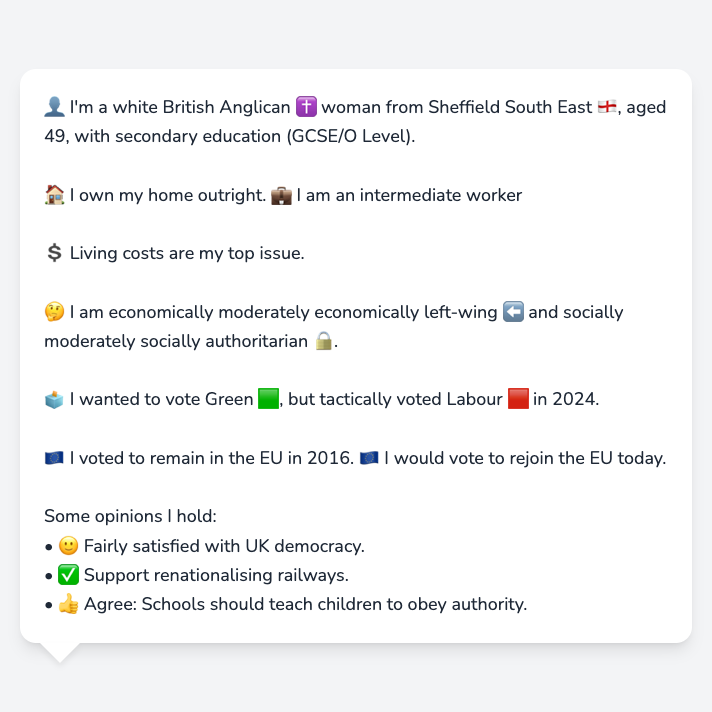 👤 I'm a white British Anglican ✝️ woman from Sheffield South East 🏴󠁧󠁢󠁥󠁮󠁧󠁿, aged
49, with secondary education (GCSE/O Level).
🏠 I own my home outright. 💼 I am an intermediate worker
💲 Living costs are my top issue.
🤔 I am economically moderately economically left-wing ⬅️ and socially
moderately socially authoritarian 🔒.
🗳️ I wanted to vote Green 🟩, but tactically voted Labour 🟥 in 2024.
🇪🇺 I voted to remain in the EU in 2016. 🇪🇺 I would vote to rejoin the EU today.
Some opinions I hold:
• 🙂 Fairly satisfied with UK democracy.
• ✅ Support renationalising railways.
• 👍 Agree: Schools should teach children to obey authority.